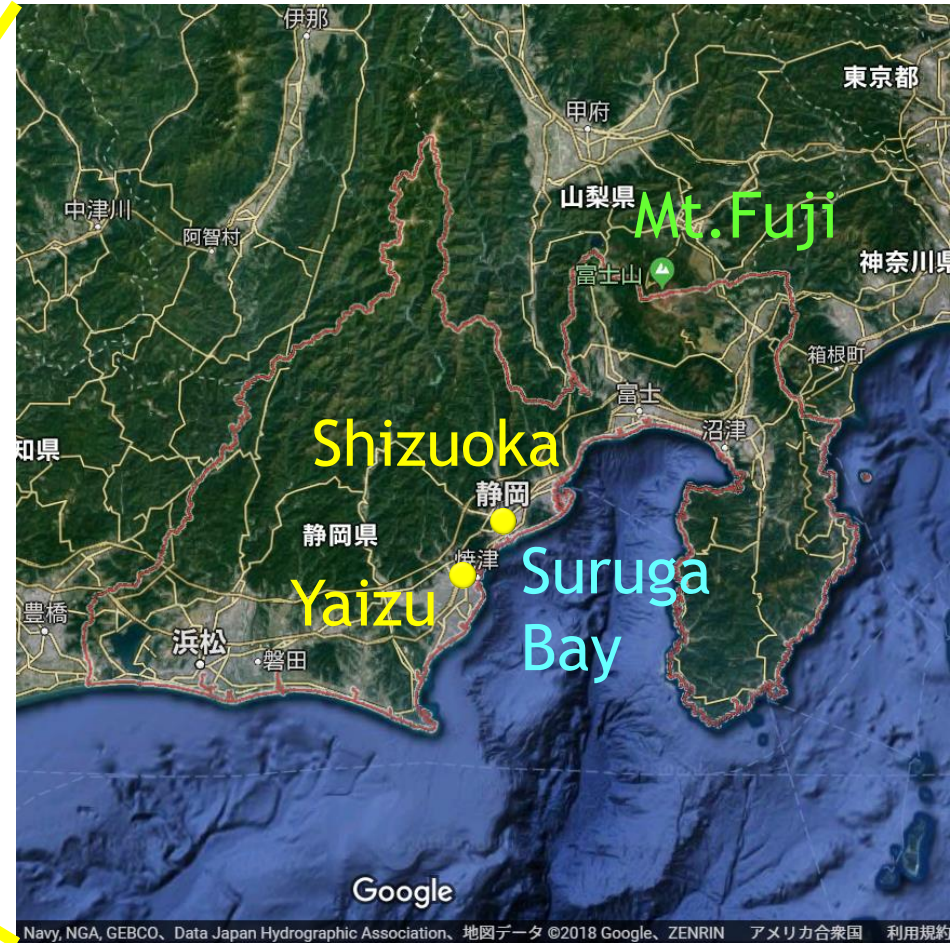 伊那
東京都
甲府
山梨県
Mt.Fuji
中津川
阿智村
神奈川県
富士山
箱根町
富士
沼津
知県
Shizuoka
静岡
静岡県
焼津
Suruga
Bay
Yaizu
豊橋
浜松
磐田
Google
Navy, NGA, GEBCO、Data Japan Hydrographic Association、地図データ ©2018 Google、ZENRIN アメリカ合衆国 利用規約